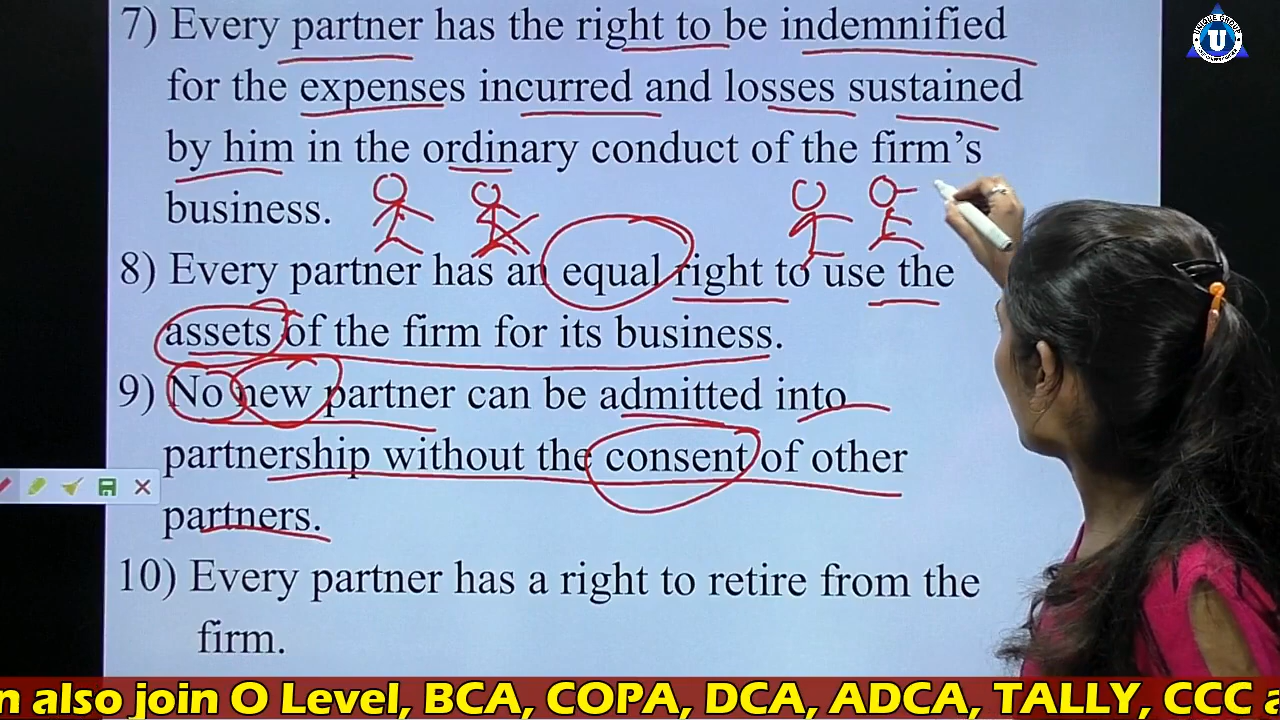 7) Every partner has the right to be indemnified
for the expenses incurred and losses sustained
by him in the ordinary conduct of the firm's
business.
8) Every partner has an equal right to use the
assets of the firm for its business.
9) No new partner can be admitted into
partnership without the consent of other
partners.
10) Every partner has a right to retire from the
firm.
UNIQUE GROUP
U
n also join O Level, BCA, COPA, DCA, ADCA, TALLY, CCC a